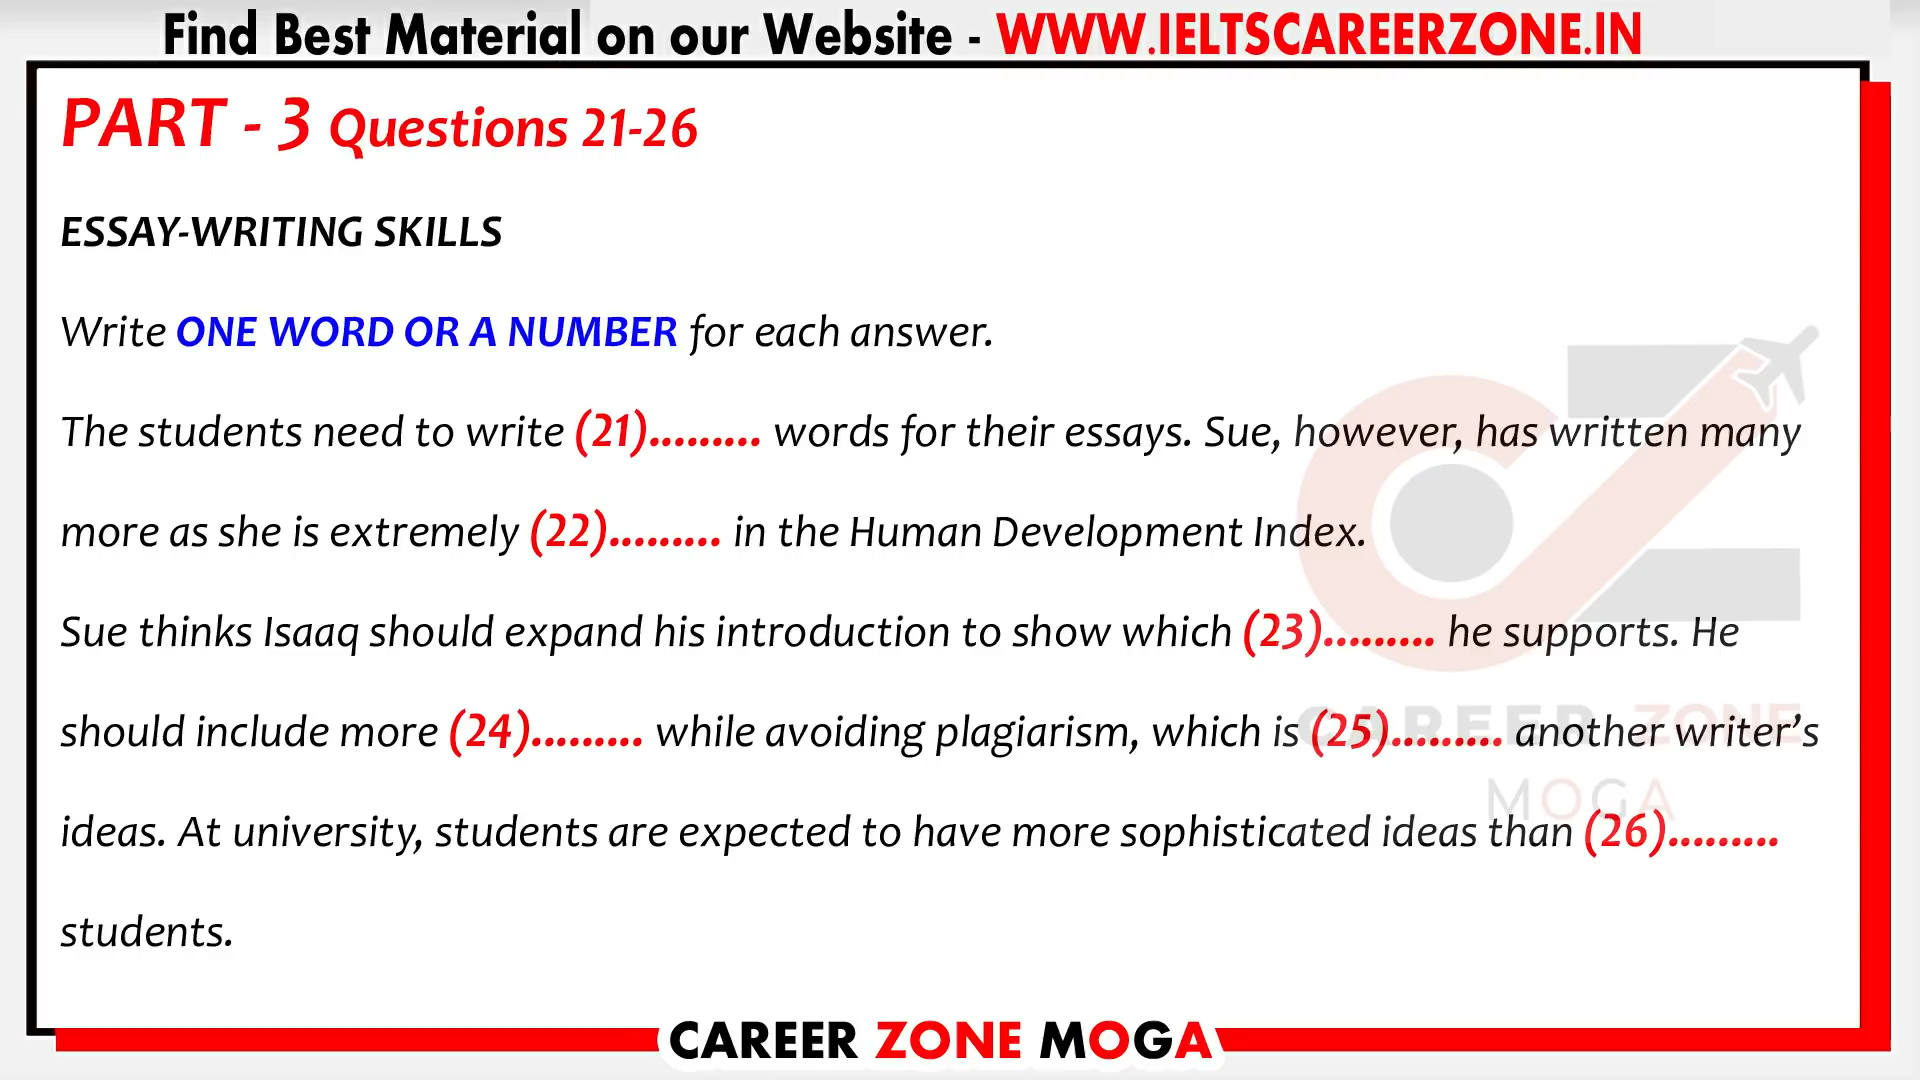 Find Best Material on our Website - WWW.IELTSCAREERZONE.IN
PART - 3 Questions 21-26
ESSAY-WRITING SKILLS
Write ONE WORD OR A NUMBER for each answer.
The students need to write (21)......... words for their essays. Sue, however, has written many
more as she is extremely (22)......... in the Human Development Index.
Sue thinks Isaaq should expand his introduction to show which (23)......... he supports. He
should include more (24)......... while avoiding plagiarism, which is (25)......... another writer’s
ideas. At university, students are expected to have more sophisticated ideas than (26).........
students.
CAREER ZONE
MOGA
CAREER ZONE MOGA